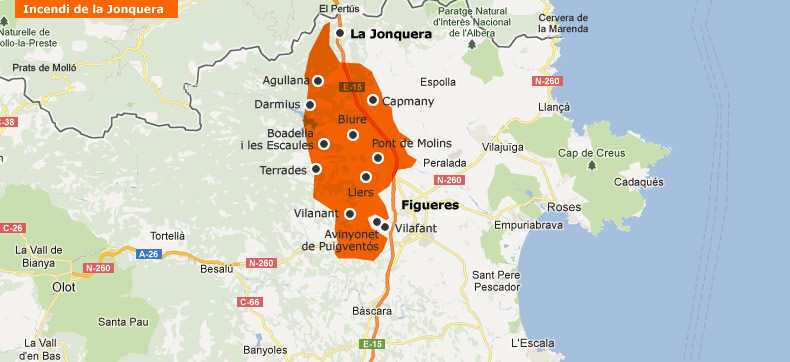 Incendi de la Jonquera
El Pertús
Paratge Natural
d'Interès Nacional
de l'Albera
Cervera de
la Marenda
Naturelle de
ollo-la-Preste
La Jonquera
Prats de Molló
Agullana
E-15
Espolla
N-260
Darmius
Capmany
Llançà
C-38
Biure
Boadella
i les Escaules
Pont de Molins
Vilajuïga
Cap de Creus
Peralada
Terrades
N-260
Cadaqués
Llers
Figueres
Roses
Vilanant
C-26
Tortellà
Avinyonet
de Puigventós
Vilafant
Empuriabrava
La Vall de
Bianya
A-26
N-260
Besalú
N-260
Olot
Sant Pere
Pescador
C-66
Bàscara
Santa Pau
La Vall
d'en Bas
Banyoles
E-15
L'Escala